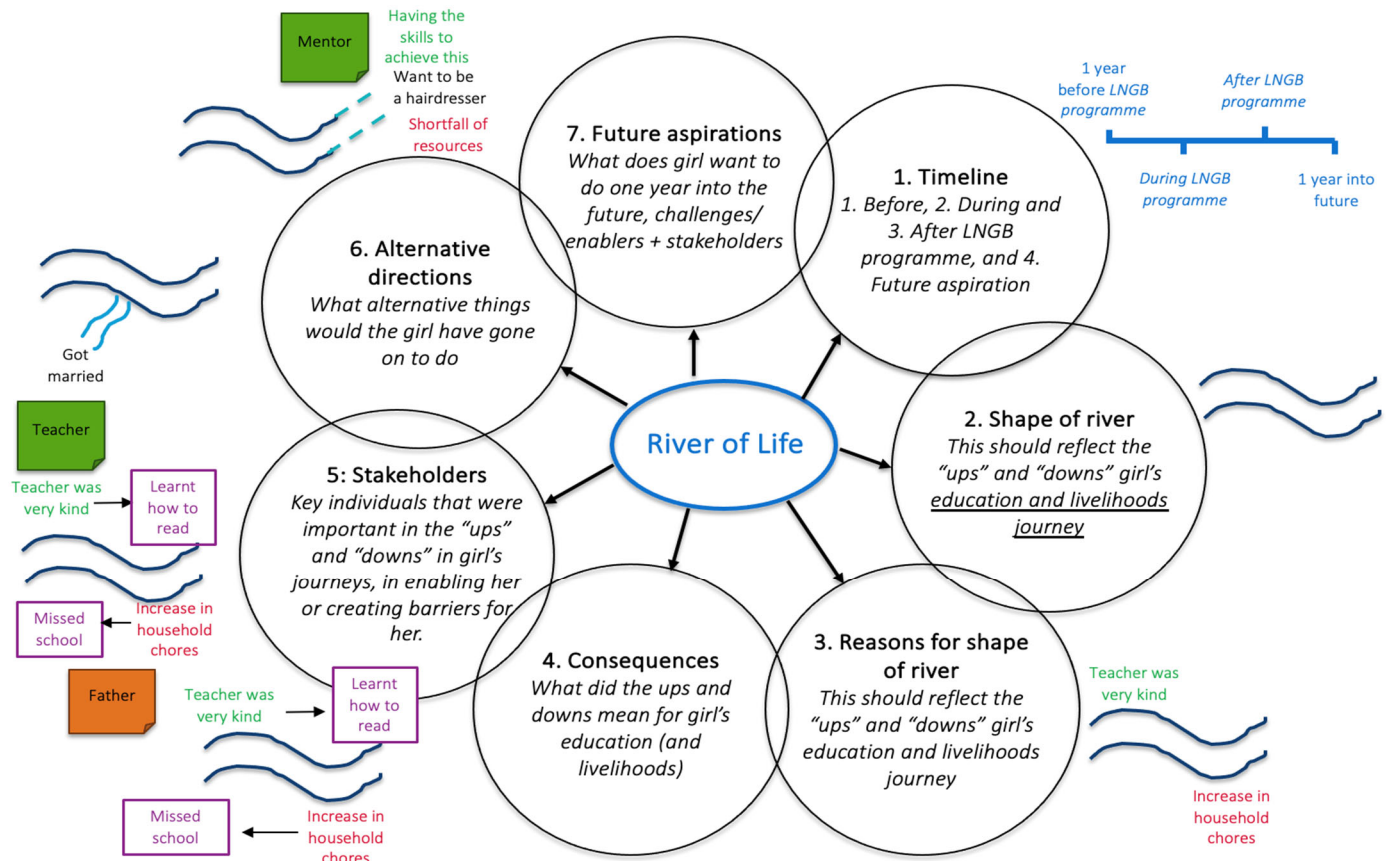 Mentor
Having the
skills to
achieve this
Want to be
a hairdresser
Shortfall of
resources
7. Future aspirations
What does girl want to
do one year into the
future, challenges/
enablers + stakeholders
1 year
before LNGB
programme
After LNGB
programme
During LNGB
programme
1 year into
future
1. Timeline
1. Before, 2. During and
3. After LNGB
programme, and 4.
Future aspiration
6. Alternative
directions
What alternative things
would the girl have gone
on to do
Got
married
River of Life
2. Shape of river
This should reflect the
“ups” and “downs” girl’s
education and livelihoods
journey
Teacher
Teacher was
very kind
Learnt
how to
read
Missed
school
Increase in
household
chores
5: Stakeholders
Key individuals that were
important in the “ups”
and “downs” in girl’s
journeys, in enabling her
or creating barriers for
her.
Father
Teacher was
very kind
Learnt
how to
read
Missed
school
Increase in
household
chores
4. Consequences
What did the ups and
downs mean for girl’s
education (and
livelihoods)
3. Reasons for shape
of river
This should reflect the
“ups” and “downs” girl’s
education and livelihoods
journey
Teacher was
very kind
Increase in
household
chores